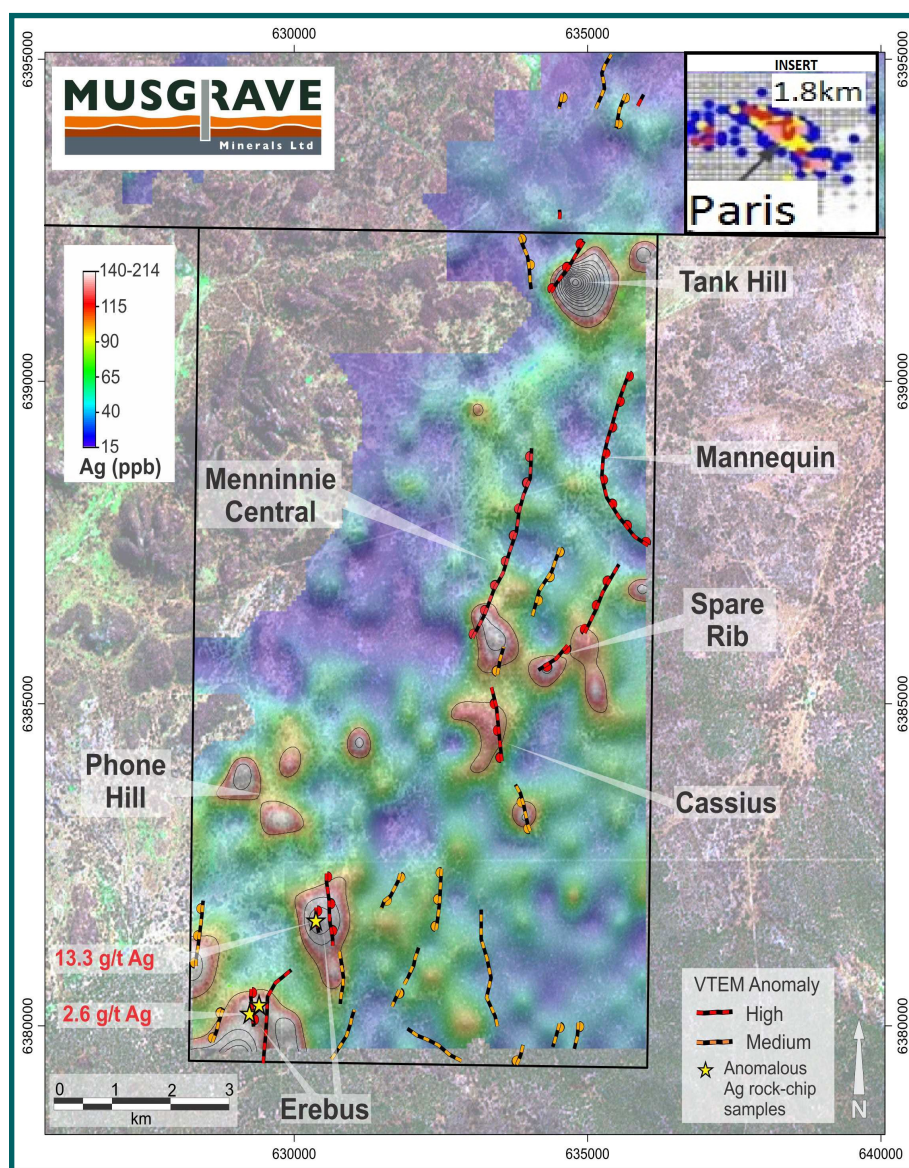 630000
635000
6395000
6395000
MUSGRAVE
Minerals Ltd
INSERT
1.8km
Paris
140-214
115
90
65
40
15
Ag (ppb)
Tank Hill
6390000
6390000
Mannequin
Menninnie
Central
Spare
Rib
6385000
6385000
Phone
Hill
Cassius
13.3 g/t Ag
2.6 g/t Ag
6380000
6380000
VTEM Anomaly
High
Medium
Anomalous
Ag rock-chip
samples
N
0 1 2 3
km
Erebus
630000
635000
640000